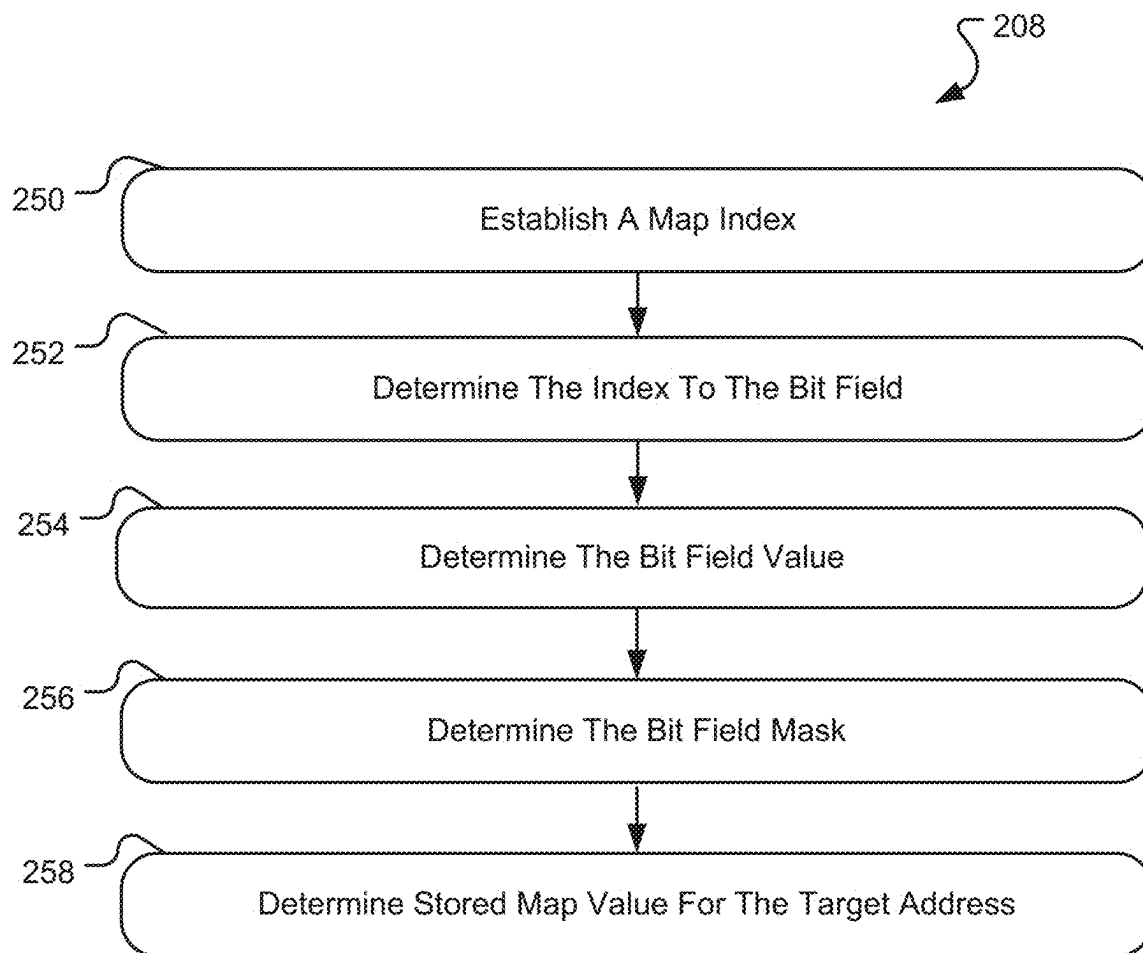 208
250
Establish A Map Index
252
Determine The Index To The Bit Field
254
Determine The Bit Field Value
256
Determine The Bit Field Mask
258
Determine Stored Map Value For The Target Address